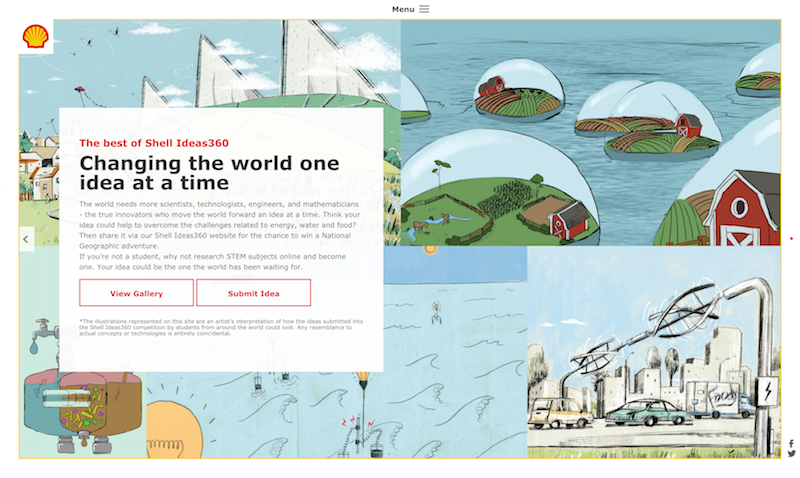 Menu
The best of Shell Ideas360
Changing the world one
idea at a time
The world needs more scientists, technologists, engineers, and mathematicians
- the true innovators who move the world forward an idea at a time. Think your
idea could help to overcome the challenges related to energy, water and food?
Then share it via our Shell Ideas360 website for the chance to win a National
Geographic adventure.
If you're not a student, why not research STEM subjects online and become
one. Your idea could be the one the world has been waiting for.
View Gallery
Submit Idea
*The illustrations represented on this site are an artist's interpretation of how the ideas submitted into
the Shell Ideas360 competition by students from around the world could look. Any resemblance to
actual concepts or technologies is entirely coincidental.
FOOD